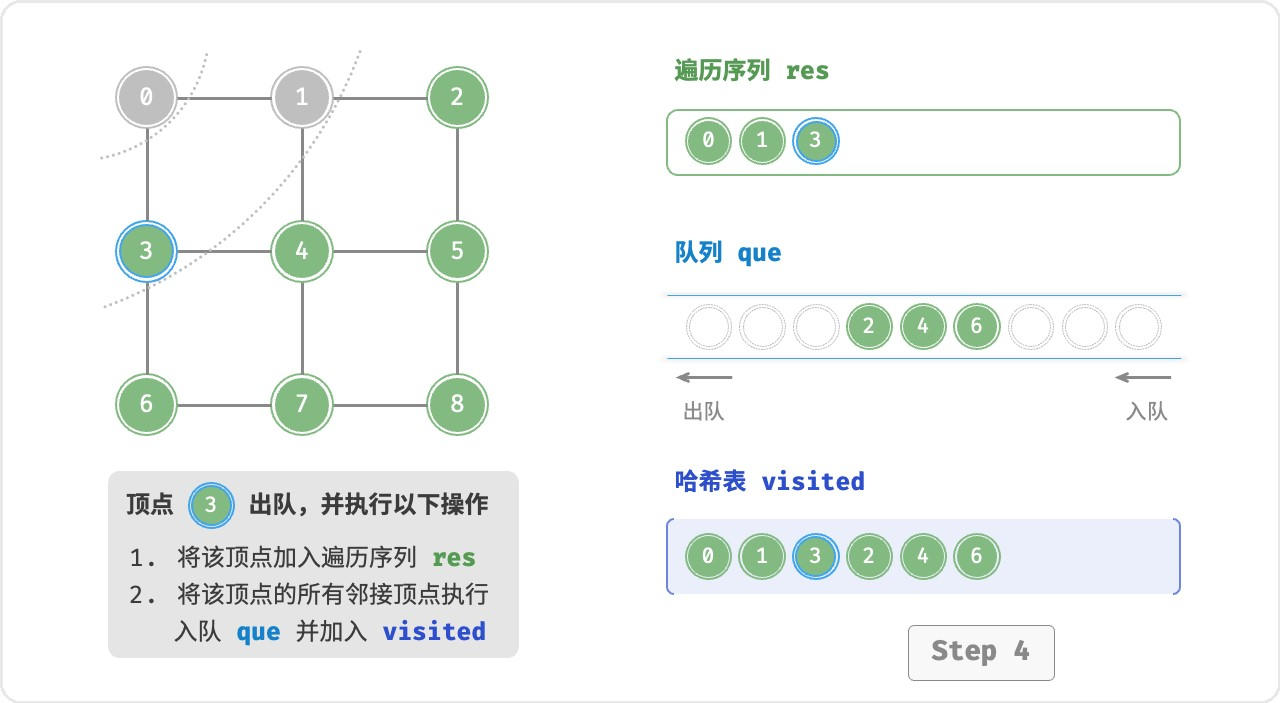 0 1 2
3 4 5
6 7 8
顶点 3 出队，并执行以下操作
1. 将该顶点加入遍历序列 res
2. 将该顶点的所有邻接顶点执行
入队 que 并加入 visited
遍历序列 res
0 1 3
队列 que
2 4 6
出队 入队
哈希表 visited
0 1 3 2 4 6
Step 4